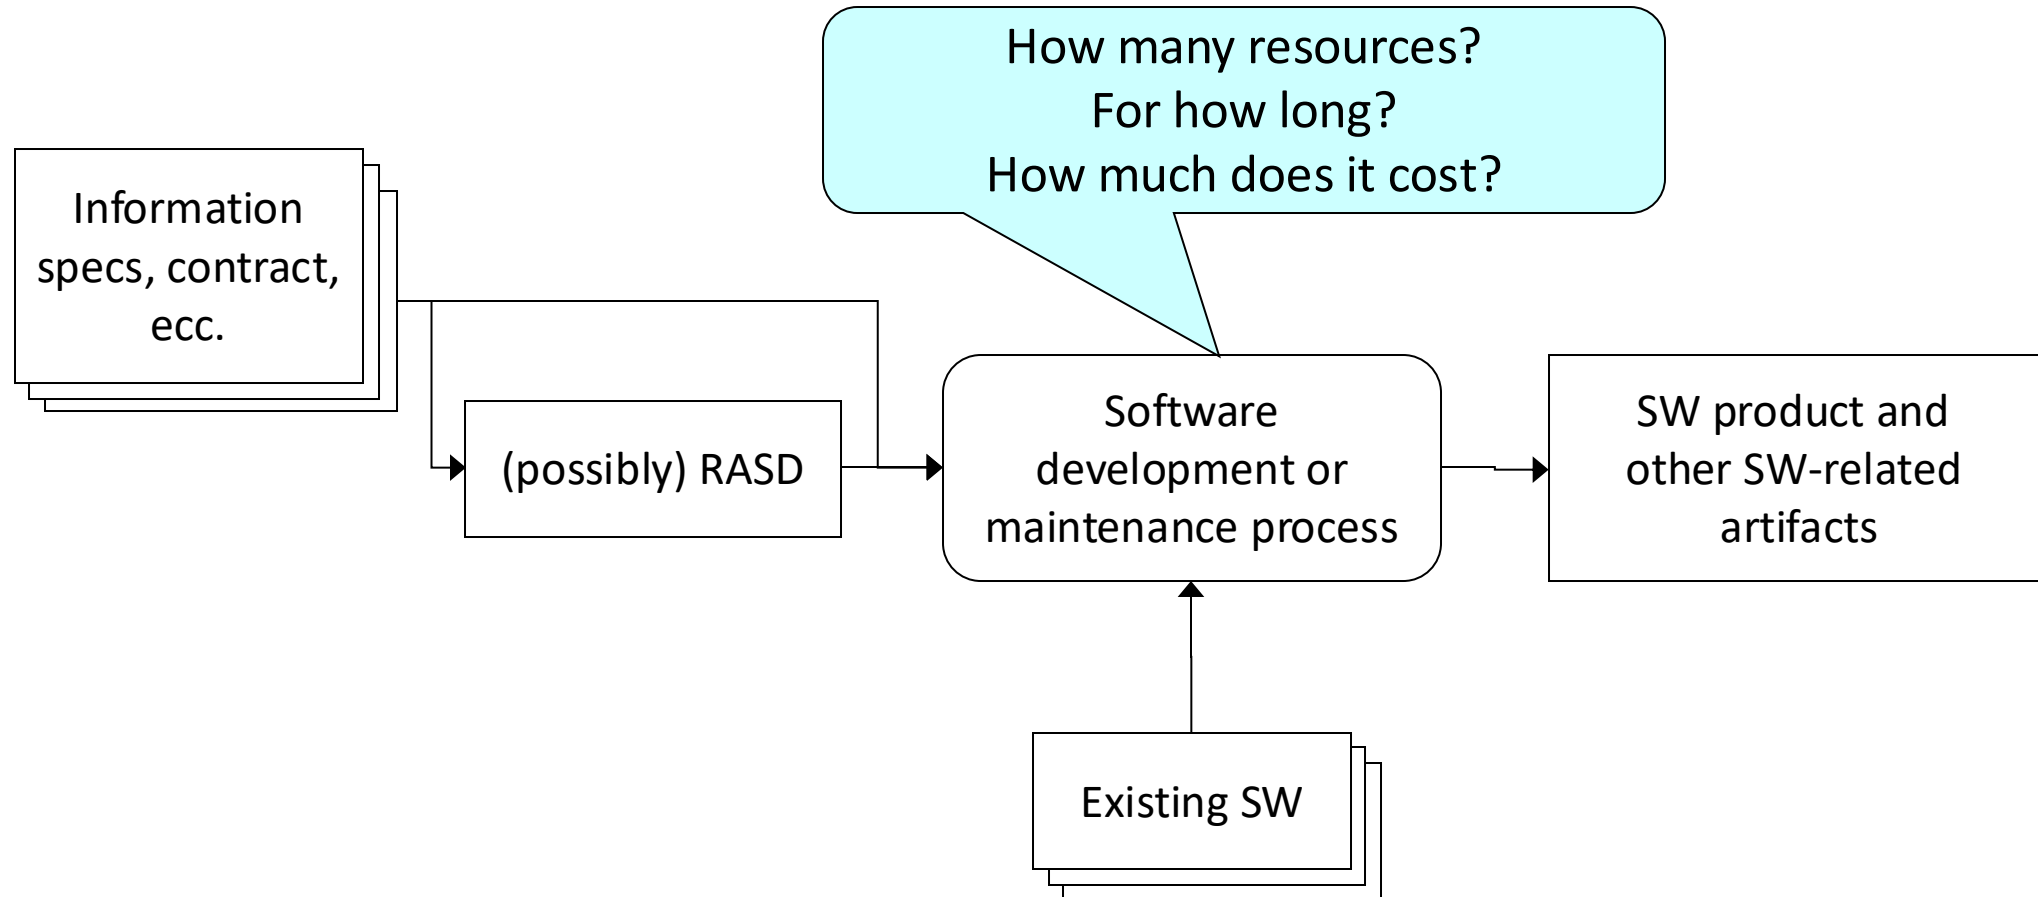 How many resources?
For how long?
How much does it cost?
Information
specs, contract,
ecc.
(possibly) RASD
Software
development or
maintenance process
SW product and
other SW-related
artifacts
Existing SW